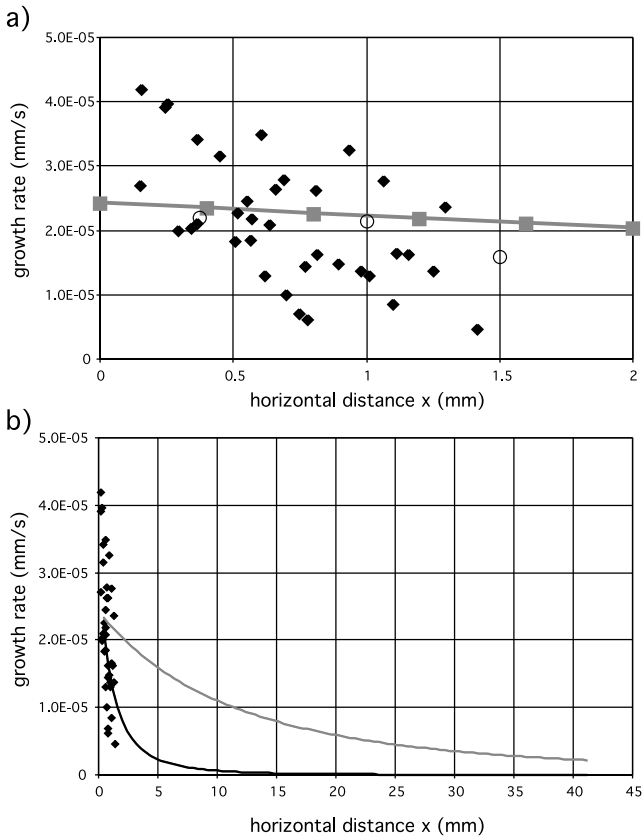 a)
5.0E-05
4.0E-05
3.0E-05
2.0E-05
1.0E-05
0
growth rate (mm/s)
0 0.5 1 1.5 2
horizontal distance x (mm)
b)
5.0E-05
4.0E-05
3.0E-05
2.0E-05
1.0E-05
0
growth rate (mm/s)
0 5 10 15 20 25 30 35 40 45
horizontal distance x (mm)